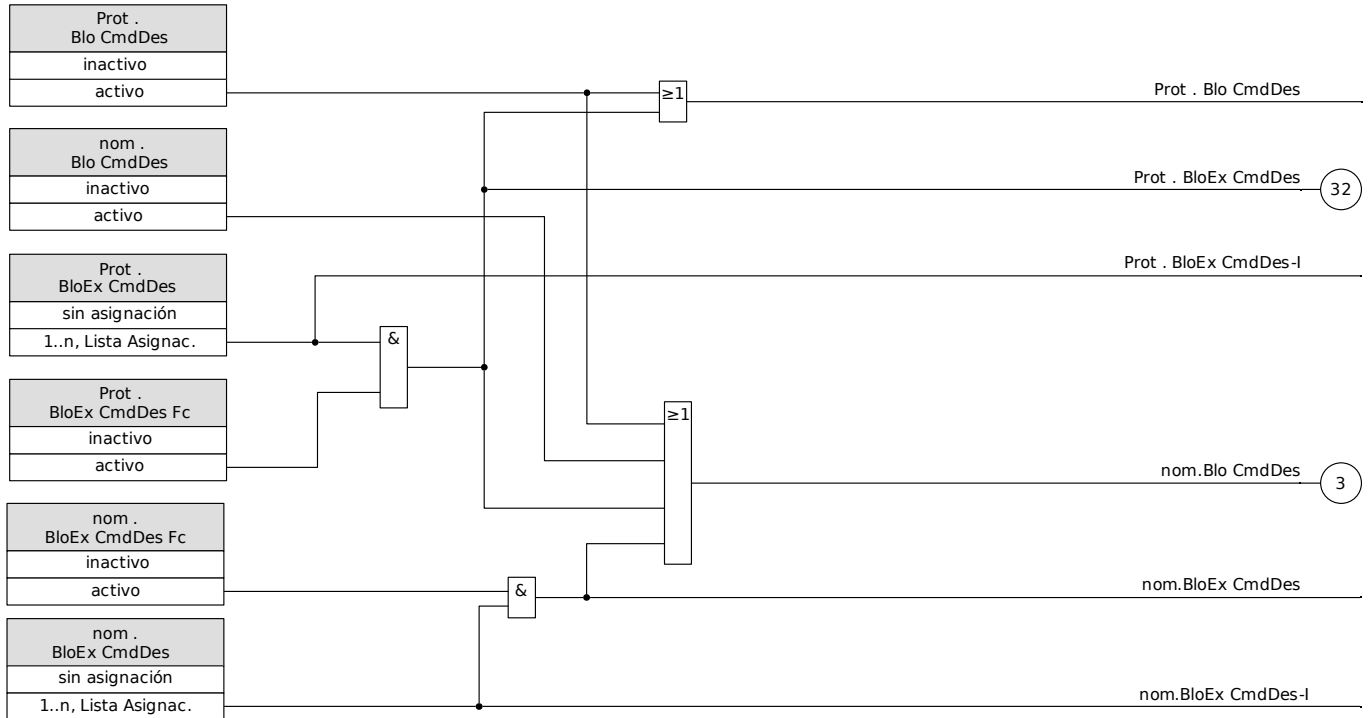 Prot .
Blo CmdDes
inactivo
activo
≥1
Prot . Blo CmdDes
nom .
Blo CmdDes
inactivo
activo
Prot . BloEx CmdDes
32
Prot .
BloEx CmdDes
sin asignación
1..n, Lista Asignac.
Prot . BloEx CmdDes-I
&
Prot .
BloEx CmdDes Fc
inactivo
activo
≥1
nom.Blo CmdDes
3
nom .
BloEx CmdDes Fc
inactivo
activo
&
nom.BloEx CmdDes
nom .
BloEx CmdDes
sin asignación
1..n, Lista Asignac.
nom.BloEx CmdDes-I